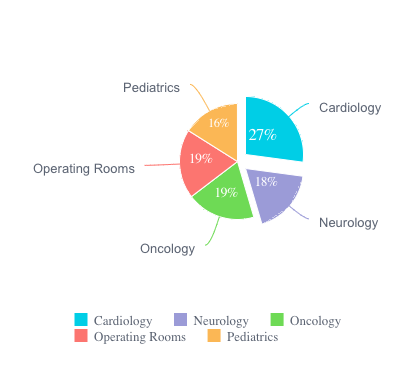 Pediatrics
Cardiology
16%
27%
Operating Rooms
19%
18%
19%
Neurology
Oncology
Cardiology Neurology Oncology
Operating Rooms Pediatrics